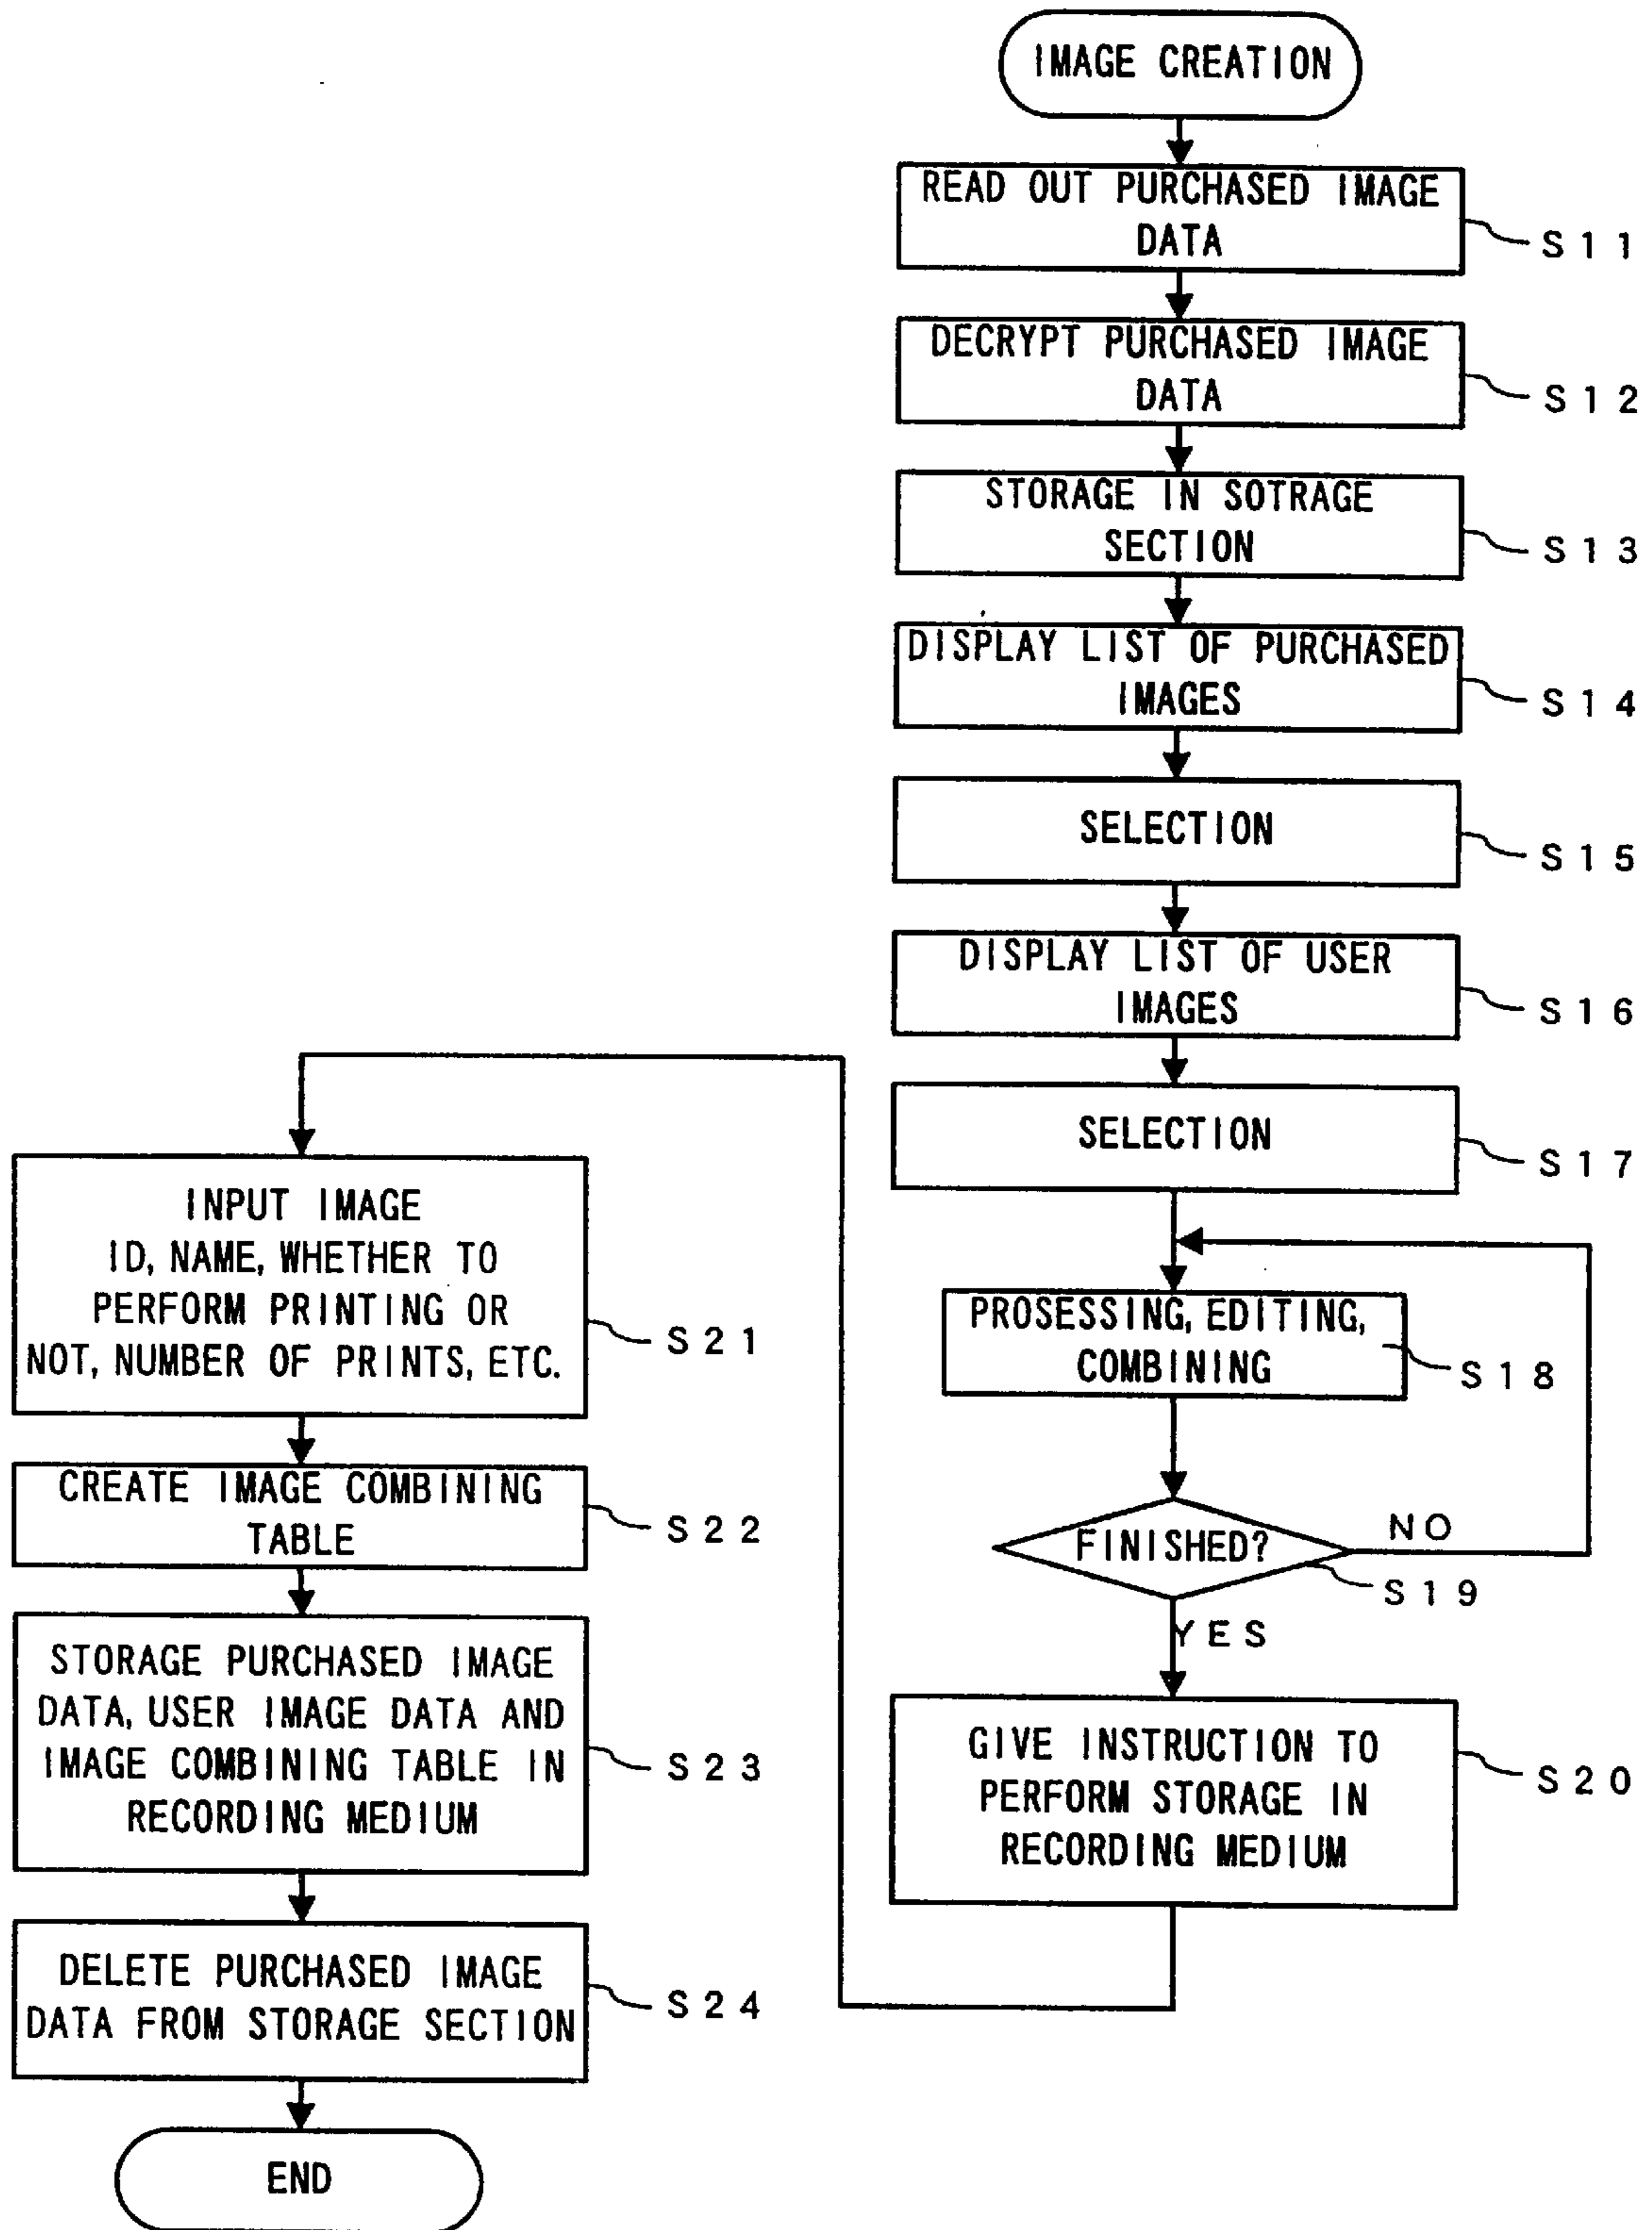 IMAGE CREATION
READ OUT PURCHASED IMAGE
DATA
S11
DECRYPT PURCHASED IMAGE
DATA
S12
STORAGE IN SOTRAGE
SECTION
S13
DISPLAY LIST OF PURCHASED
IMAGES
S14
SELECTION
S15
DISPLAY LIST OF USER
IMAGES
S16
SELECTION
S17
PROSESSING, EDITING,
COMBINING
S18
FINISHED?
NO
S19
YES
GIVE INSTRUCTION TO
PERFORM STORAGE IN
RECORDING MEDIUM
S20
INPUT IMAGE
ID, NAME, WHETHER TO
PERFORM PRINTING OR
NOT, NUMBER OF PRINTS, ETC.
S21
CREATE IMAGE COMBINING
TABLE
S22
STORAGE PURCHASED IMAGE
DATA, USER IMAGE DATA AND
IMAGE COMBINING TABLE IN
RECORDING MEDIUM
S23
DELETE PURCHASED IMAGE
DATA FROM STORAGE SECTION
S24
END